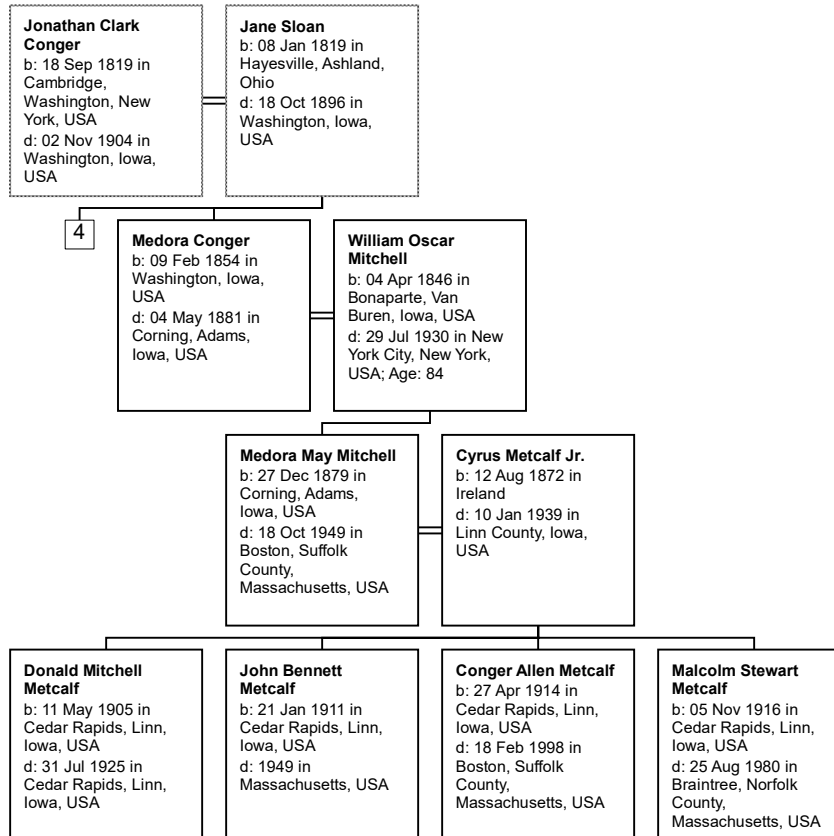 Jonathan Clark
Conger
b: 18 Sep 1819 in
Cambridge,
Washington, New
York, USA
d: 02 Nov 1904 in
Washington, Iowa,
USA
Jane Sloan
b: 08 Jan 1819 in
Hayesville, Ashland,
Ohio
d: 18 Oct 1896 in
Washington, Iowa,
USA
4
Medora Conger
b: 09 Feb 1854 in
Washington, Iowa,
USA
d: 04 May 1881 in
Corning, Adams,
Iowa, USA
William Oscar
Mitchell
b: 04 Apr 1846 in
Bonaparte, Van
Buren, Iowa, USA
d: 29 Jul 1930 in New
York City, New York,
USA; Age: 84
Medora May Mitchell
b: 27 Dec 1879 in
Corning, Adams,
Iowa, USA
d: 18 Oct 1949 in
Boston, Suffolk
County,
Massachusetts, USA
Cyrus Metcalf Jr.
b: 12 Aug 1872 in
Ireland
d: 10 Jan 1939 in
Linn County, Iowa,
USA
Donald Mitchell
Metcalf
b: 11 May 1905 in
Cedar Rapids, Linn,
Iowa, USA
d: 31 Jul 1925 in
Cedar Rapids, Linn,
Iowa, USA
John Bennett
Metcalf
b: 21 Jan 1911 in
Cedar Rapids, Linn,
Iowa, USA
d: 1949 in
Massachusetts, USA
Conger Allen Metcalf
b: 27 Apr 1914 in
Cedar Rapids, Linn,
Iowa, USA
d: 18 Feb 1998 in
Boston, Suffolk
County,
Massachusetts, USA
Malcolm Stewart
Metcalf
b: 05 Nov 1916 in
Cedar Rapids, Linn,
Iowa, USA
d: 25 Aug 1980 in
Braintree, Norfolk
County,
Massachusetts, USA